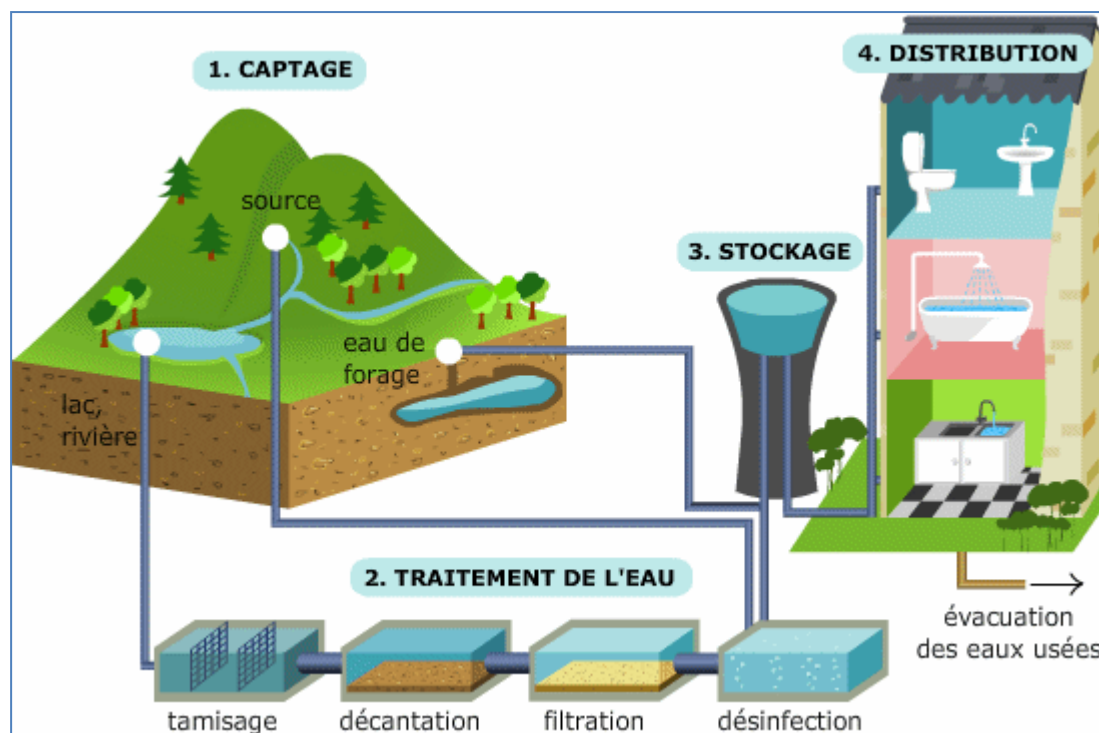 1. CAPTAGE
4. DISTRIBUTION
source
3. STOCKAGE
eau de
forage
lac,
rivière
2. TRAITEMENT DE L'EAU
évacuation
des eaux usées
tamisage
décantation
filtration
désinfection